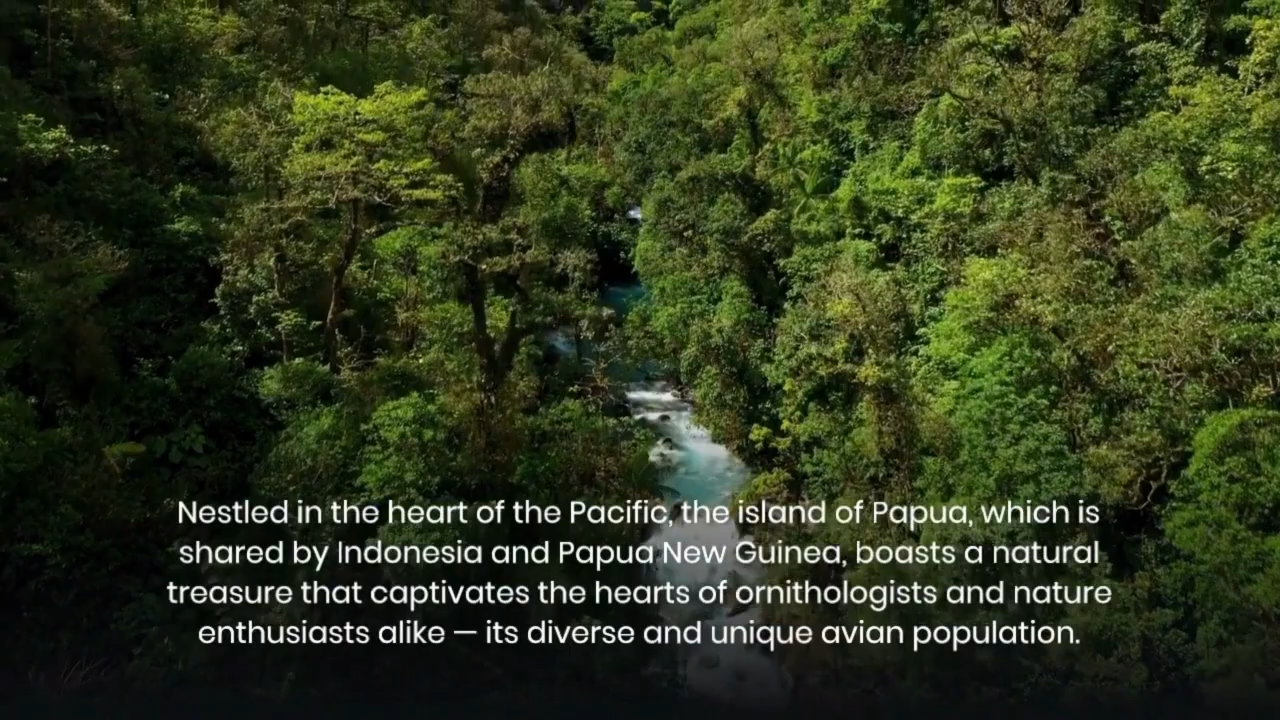 Nestled in the heart of the Pacific, the island of Papua, which is
shared by Indonesia and Papua New Guinea, boasts a natural
treasure that captivates the hearts of ornithologists and nature
enthusiasts alike — its diverse and unique avian population.